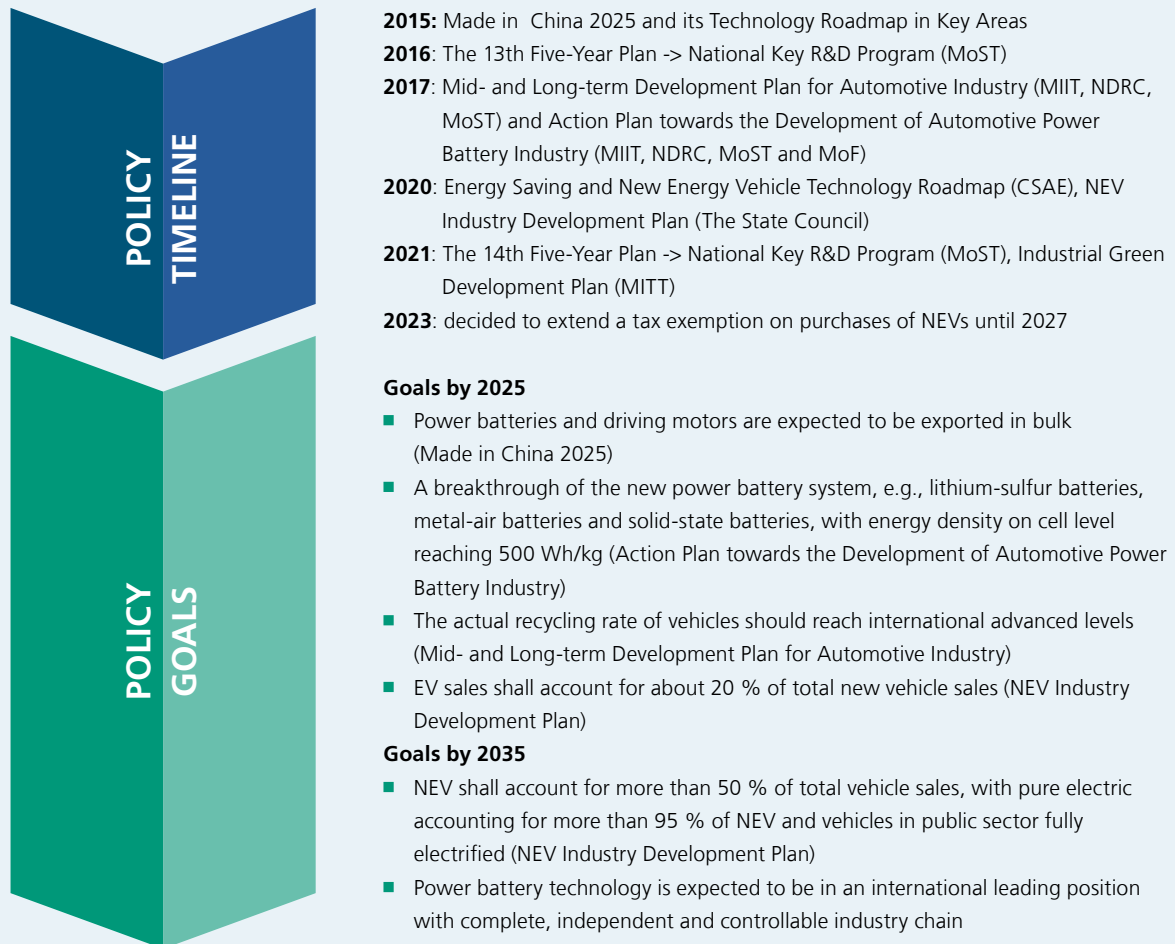 POLICY
TIMELINE
2015: Made in China 2025 and its Technology Roadmap in Key Areas
2016: The 13th Five-Year Plan -> National Key R&D Program (MoST)
2017: Mid- and Long-term Development Plan for Automotive Industry (MIIT, NDRC,
MoST) and Action Plan towards the Development of Automotive Power
Battery Industry (MIIT, NDRC, MoST and MoF)
2020: Energy Saving and New Energy Vehicle Technology Roadmap (CSAE), NEV
Industry Development Plan (The State Council)
2021: The 14th Five-Year Plan -> National Key R&D Program (MoST), Industrial Green
Development Plan (MITT)
2023: decided to extend a tax exemption on purchases of NEVs until 2027
POLICY
GOALS
Goals by 2025
■ Power batteries and driving motors are expected to be exported in bulk
(Made in China 2025)
■ A breakthrough of the new power battery system, e.g., lithium-sulfur batteries,
metal-air batteries and solid-state batteries, with energy density on cell level
reaching 500 Wh/kg (Action Plan towards the Development of Automotive Power
Battery Industry)
■ The actual recycling rate of vehicles should reach international advanced levels
(Mid- and Long-term Development Plan for Automotive Industry)
■ EV sales shall account for about 20 % of total new vehicle sales (NEV Industry
Development Plan)
Goals by 2035
■ NEV shall account for more than 50 % of total vehicle sales, with pure electric
accounting for more than 95 % of NEV and vehicles in public sector fully
electrified (NEV Industry Development Plan)
■ Power battery technology is expected to be in an international leading position
with complete, independent and controllable industry chain